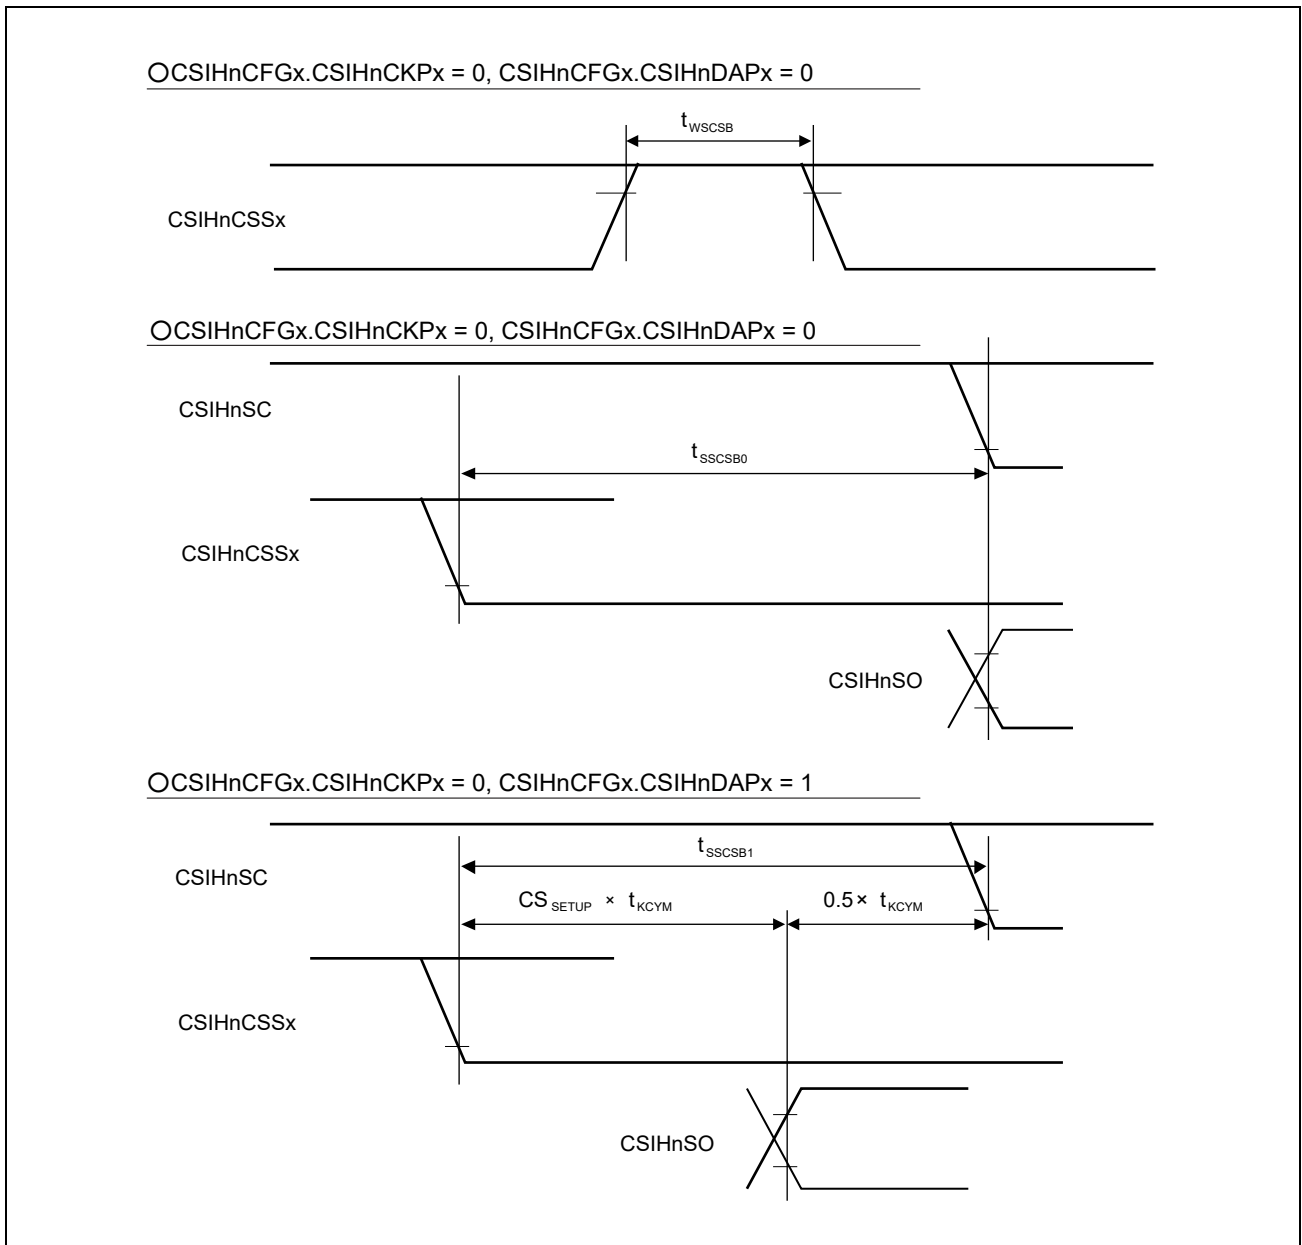 ○CSIHnCFGx.CSIHnCKPx = 0, CSIHnCFGx.CSIHnDAPx = 0
tWSCSB
CSIHnCSSx
○CSIHnCFGx.CSIHnCKPx = 0, CSIHnCFGx.CSIHnDAPx = 0
CSIHnSC
tSSCSB0
CSIHnCSSx
CSIHnSO
○CSIHnCFGx.CSIHnCKPx = 0, CSIHnCFGx.CSIHnDAPx = 1
tSSCSB1
CSIHnSC
CSSETUP × tKCYM
0.5 × tKCYM
CSIHnCSSx
CSIHnSO